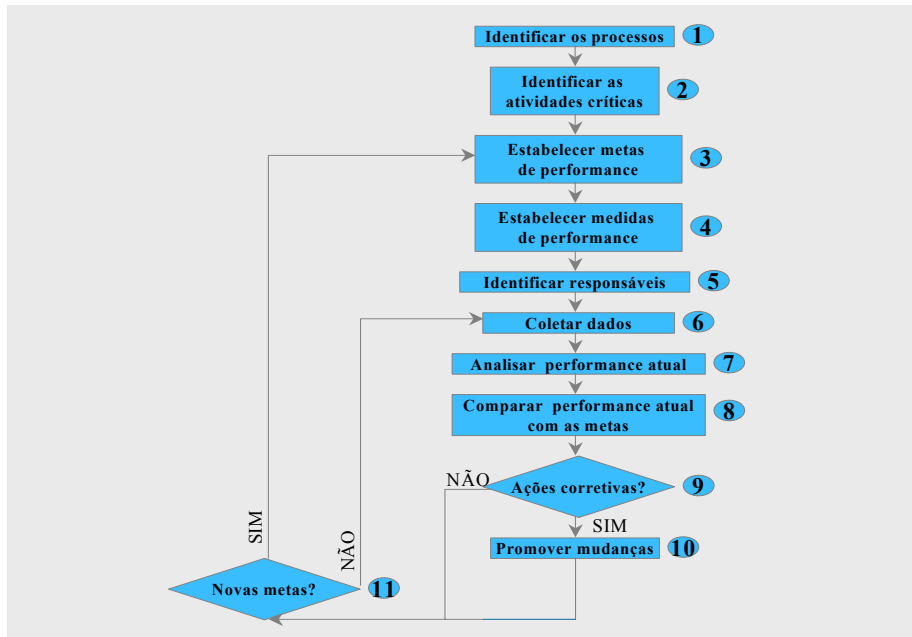 Identificar os processos 1
Identificar as
atividades críticas 2
Estabelecer metas
de performance 3
Estabelecer medidas
de performance 4
Identificar responsáveis 5
Coletar dados 6
Analisar performance atual 7
Comparar performance atual
com as metas 8
NÃO
Ações corretivas? 9
SIM
SIM
NÃO
Promover mudanças 10
Novas metas? 11